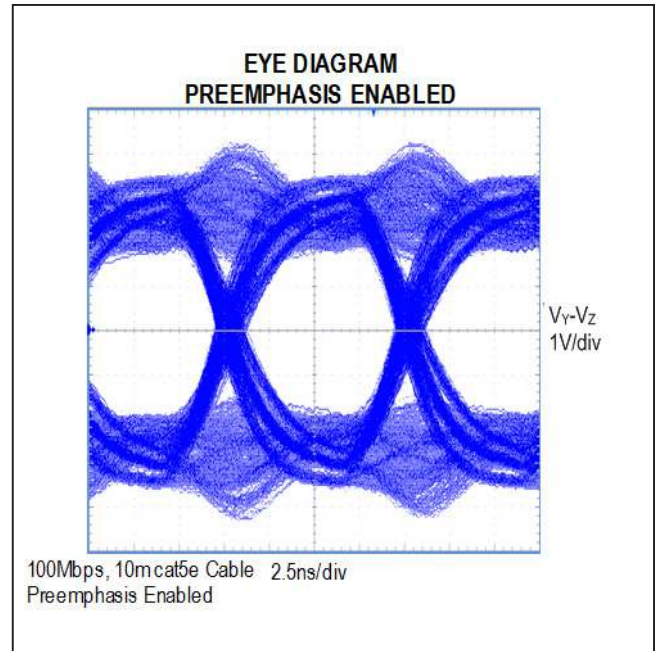 EYE DIAGRAM
PREEMPHASIS ENABLED
VY-VZ
1V/div
100Mbps, 10m cat5e Cable 2.5ns/div
Preemphasis Enabled